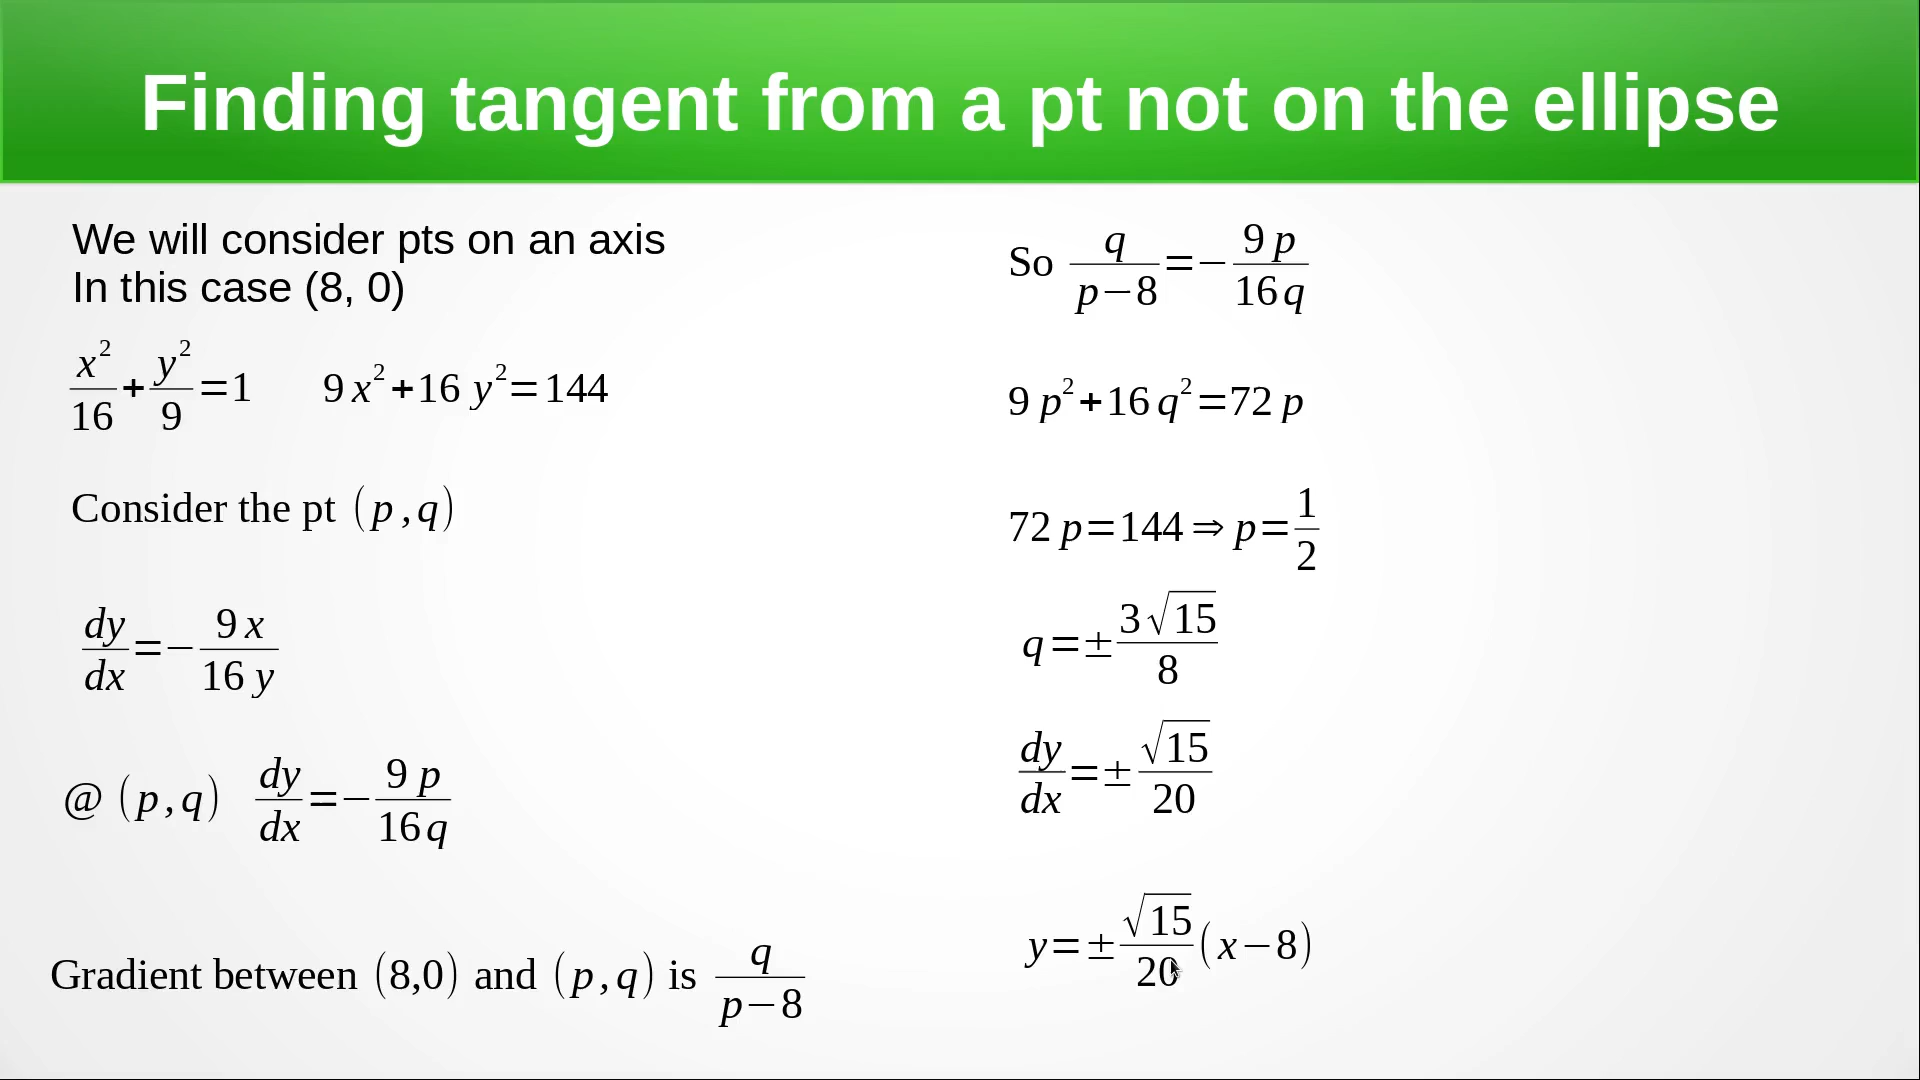 Finding tangent from a pt not on the ellipse
We will consider pts on an axis
In this case (8, 0)
x²/16 + y²/9 = 1    9x² + 16y² = 144
Consider the pt (p, q)
dy/dx = − 9x/16y
@ (p, q)  dy/dx = − 9p/16q
Gradient between (8,0) and (p, q) is q/(p−8)
So q/(p−8) = − 9p/16q
9p² + 16q² = 72p
72p = 144 ⇒ p = 1/2
q = ± 3√15/8
dy/dx = ± √15/20
y = ± √15/20 (x−8)